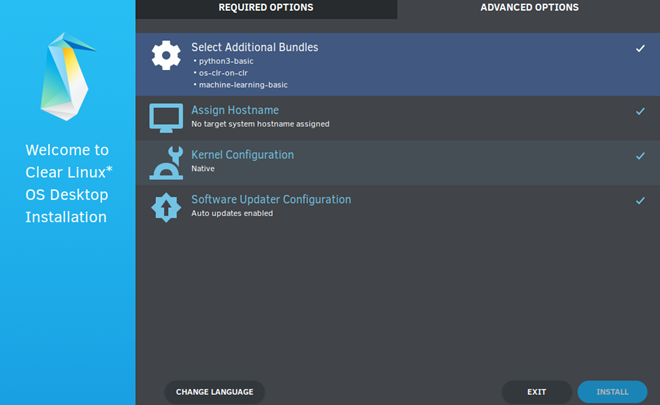 REQUIRED OPTIONS
ADVANCED OPTIONS
Welcome to
Clear Linux*
OS Desktop
Installation
Select Additional Bundles
• python3-basic
• os-clr-on-clr
• machine-learning-basic
Assign Hostname
No target system hostname assigned
Kernel Configuration
Native
Software Updater Configuration
Auto updates enabled
CHANGE LANGUAGE
EXIT
INSTALL